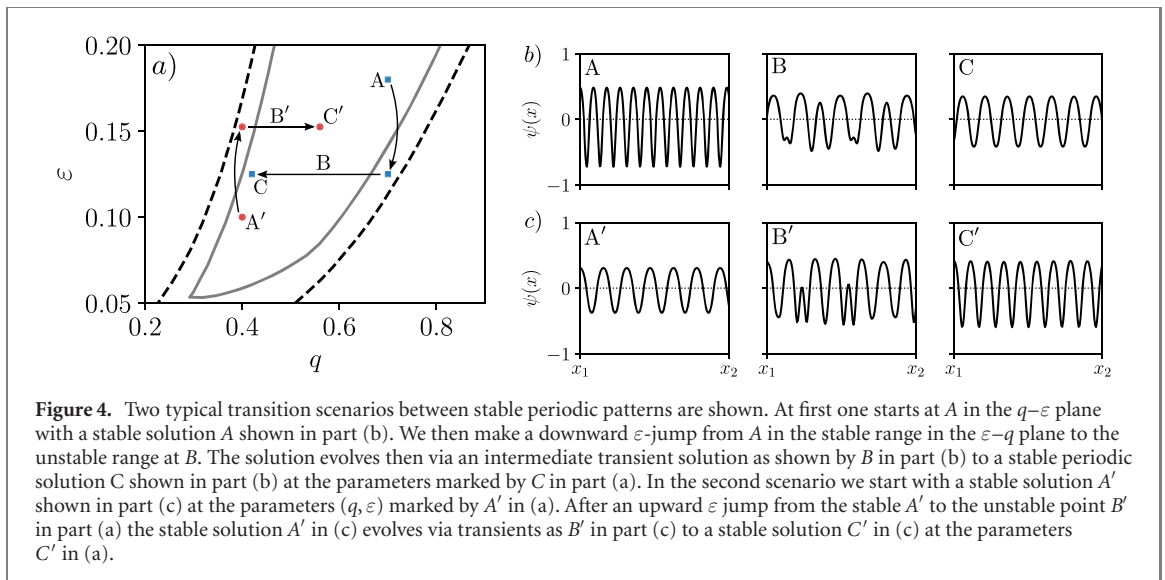 0.20
0.15
0.10
0.05
ε
0.2 0.4 0.6 0.8
q
a)
A
B
C
A′
B′ C′
b)
1
0
−1
ψ(x)
A
B
C
c)
1
0
−1
ψ(x)
A′
B′
C′
x₁ x₂
x₁ x₂
x₁ x₂
Figure 4. Two typical transition scenarios between stable periodic patterns are shown. At first one starts at A in the q–ε plane
with a stable solution A shown in part (b). We then make a downward ε-jump from A in the stable range in the ε–q plane to the
unstable range at B. The solution evolves then via an intermediate transient solution as shown by B in part (b) to a stable periodic
solution C shown in part (b) at the parameters marked by C in part (a). In the second scenario we start with a stable solution A′
shown in part (c) at the parameters (q, ε) marked by A′ in (a). After an upward ε jump from the stable A′ to the unstable point B′
in part (a) the stable solution A′ in (c) evolves via transients as B′ in part (c) to a stable solution C′ in (c) at the parameters
C′ in (a).